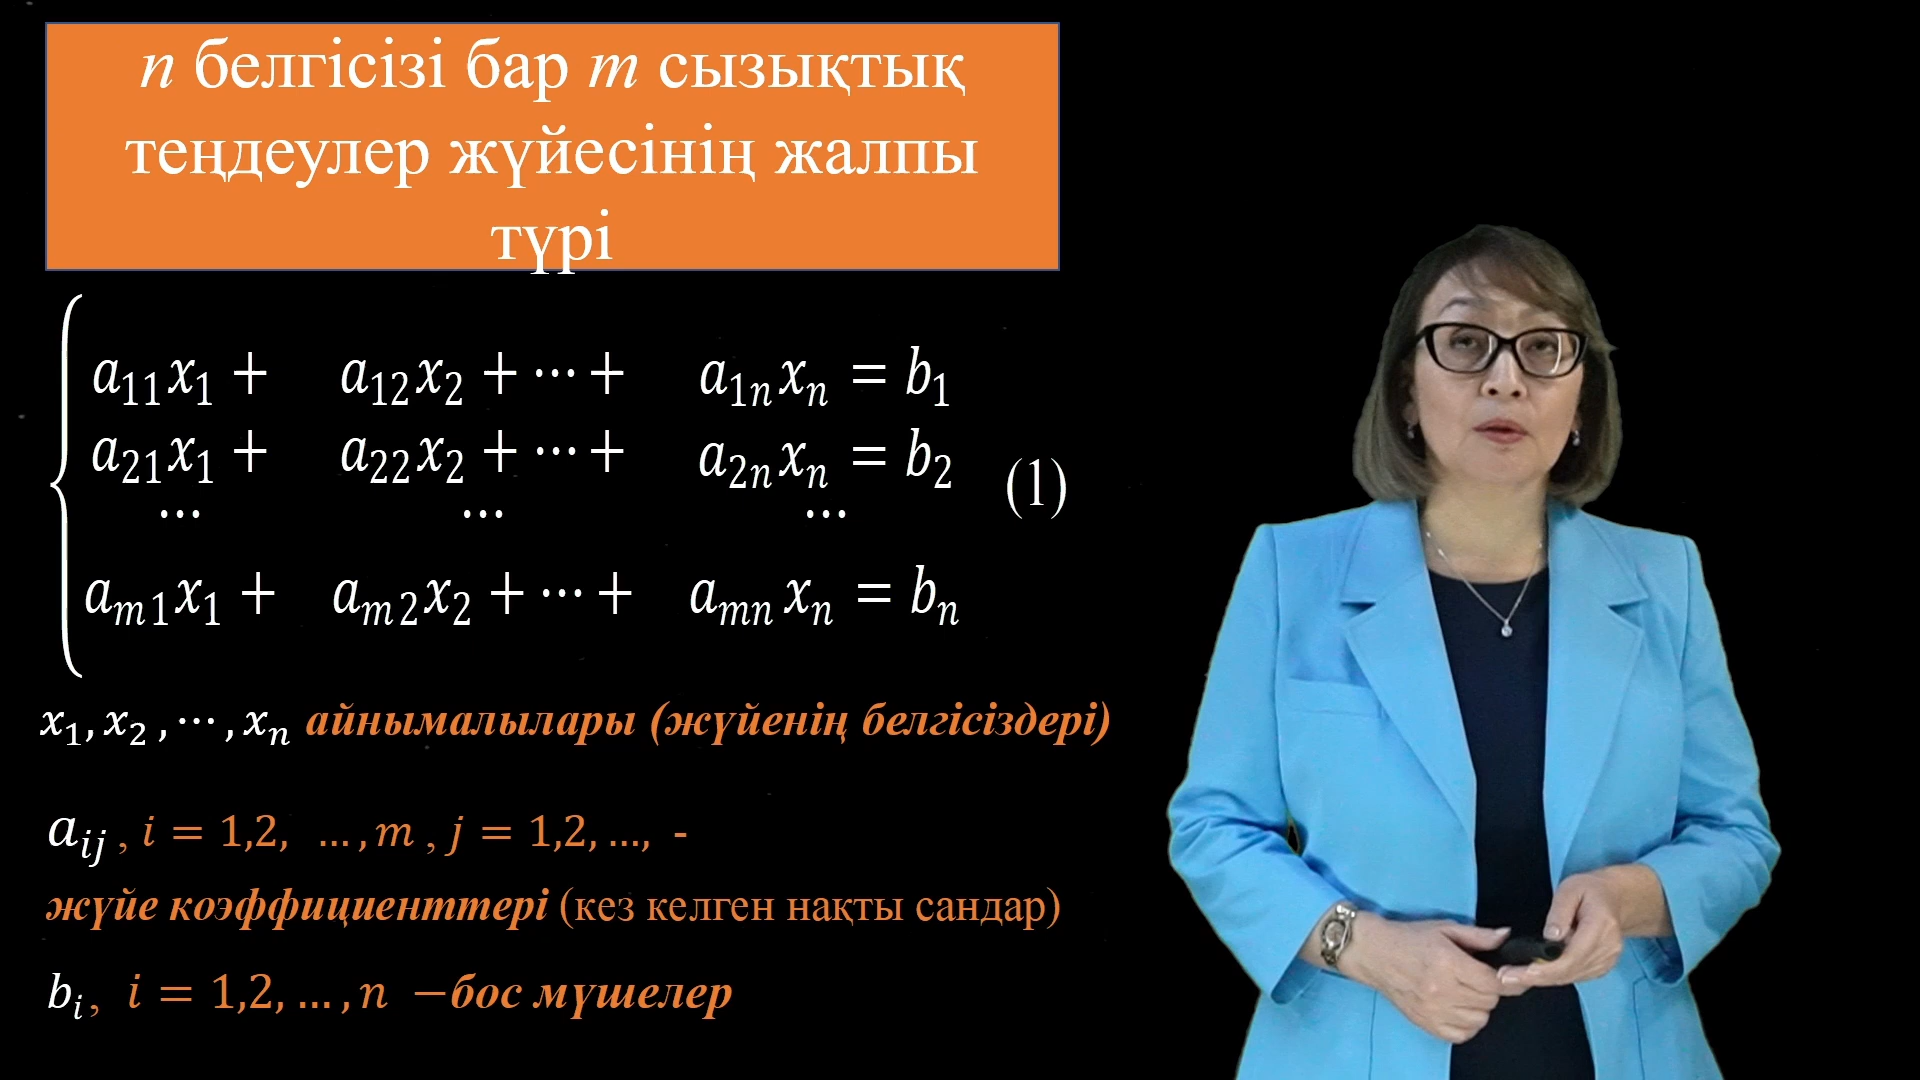 n белгісізі бар m сызықтық
теңдеулер жүйесінің жалпы
түрі
a₁₁x₁ + a₁₂x₂ + ⋯ + a₁ₙxₙ = b₁
a₂₁x₁ + a₂₂x₂ + ⋯ + a₂ₙxₙ = b₂
… … …
(1)
aₘ₁x₁ + aₘ₂x₂ + ⋯ + aₘₙxₙ = bₙ
x₁, x₂ , ⋯ , xₙ айнымалылары (жүйенің белгісіздері)
aᵢⱼ , i = 1,2, … , m , j = 1,2, …, -
жүйе коэффициенттері (кез келген нақты сандар)
bᵢ, i = 1,2, … , n −бос мүшелер